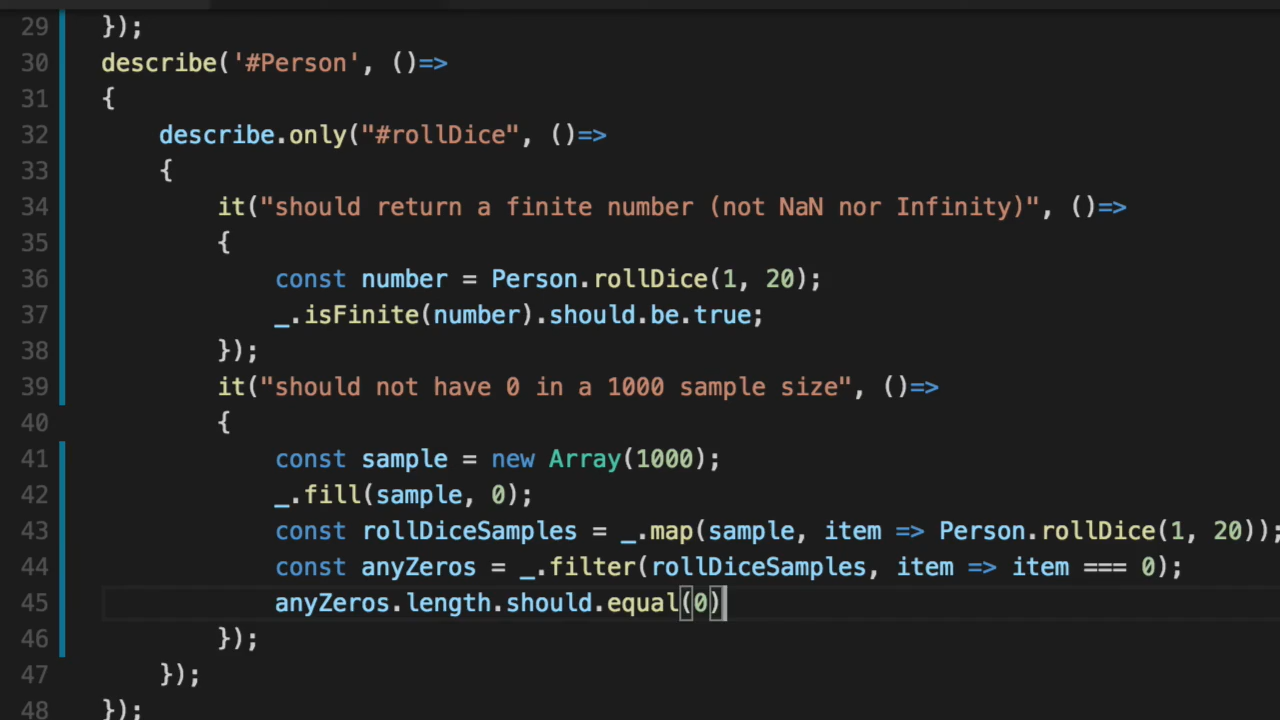 29 });
30 describe('#Person', ()=>
31 {
32 describe.only("#rollDice", ()=>
33 {
34 it("should return a finite number (not NaN nor Infinity)", ()=>
35 {
36 const number = Person.rollDice(1, 20);
37 _.isFinite(number).should.be.true;
38 });
39 it("should not have 0 in a 1000 sample size", ()=>
40 {
41 const sample = new Array(1000);
42 _.fill(sample, 0);
43 const rollDiceSamples = _.map(sample, item => Person.rollDice(1, 20));
44 const anyZeros = _.filter(rollDiceSamples, item => item === 0);
45 anyZeros.length.should.equal(0)
46 });
47 });
48 });